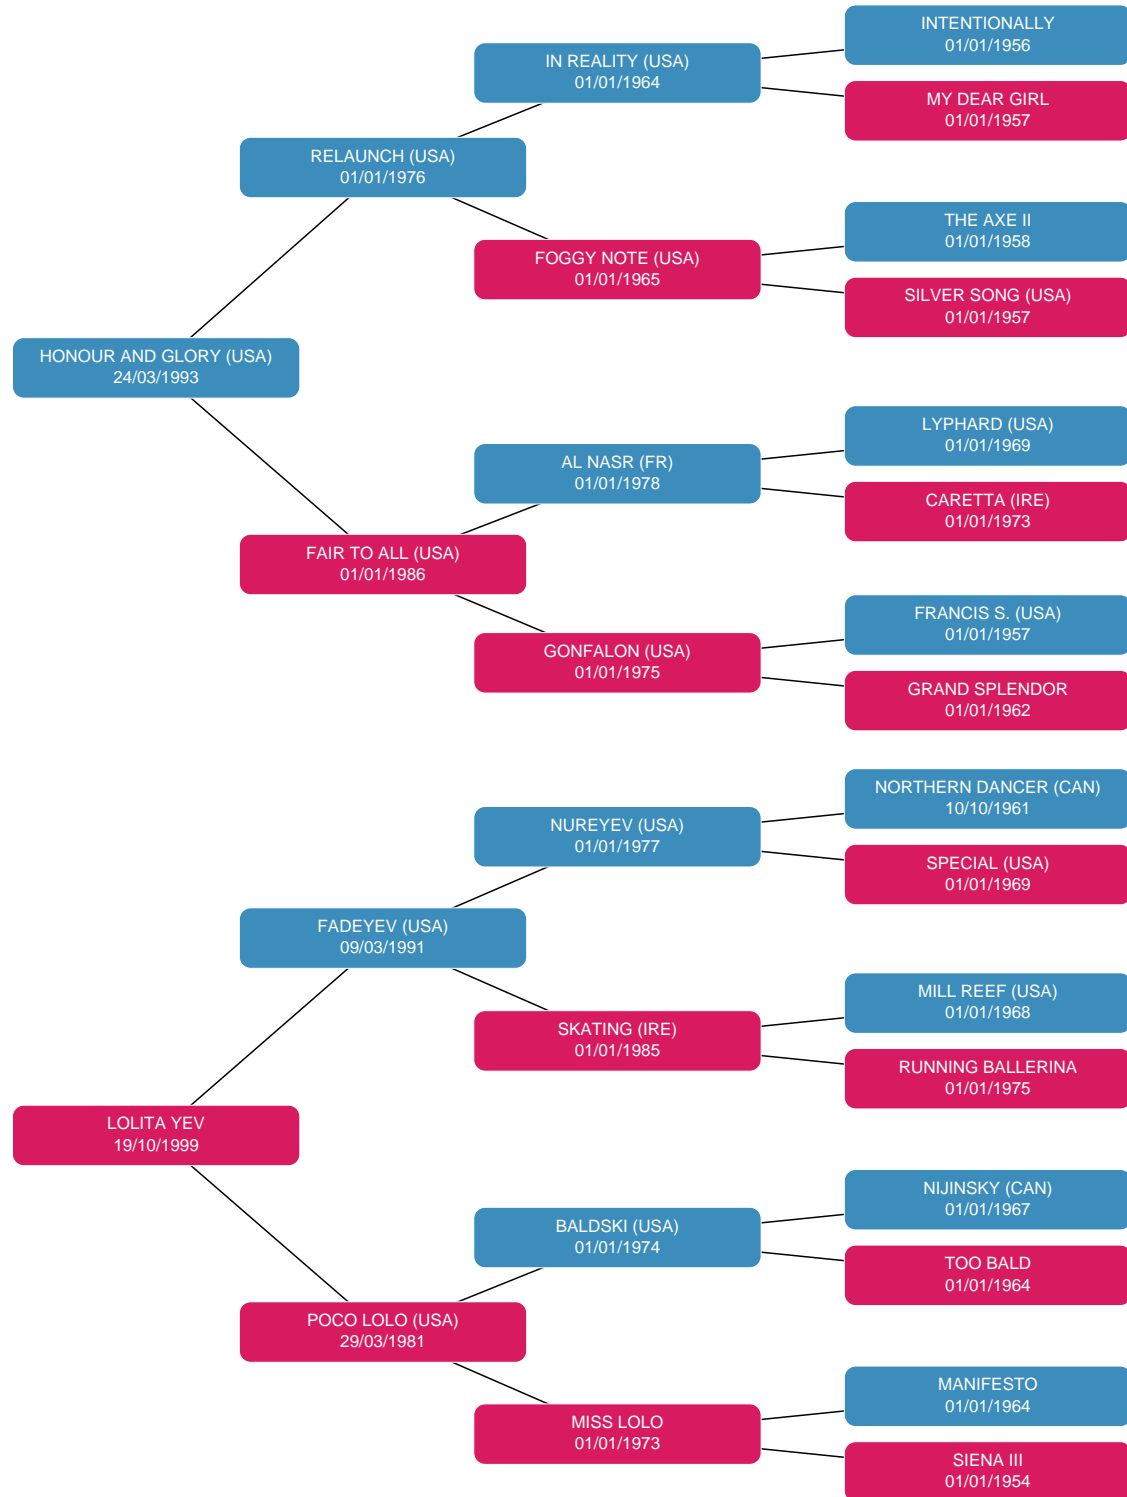 INTENTIONALLY
01/01/1956
IN REALITY (USA)
01/01/1964
MY DEAR GIRL
01/01/1957
RELAUNCH (USA)
01/01/1976
THE AXE II
01/01/1958
FOGGY NOTE (USA)
01/01/1965
SILVER SONG (USA)
01/01/1957
HONOUR AND GLORY (USA)
24/03/1993
LYPHARD (USA)
01/01/1969
AL NASR (FR)
01/01/1978
CARETTA (IRE)
01/01/1973
FAIR TO ALL (USA)
01/01/1986
FRANCIS S. (USA)
01/01/1957
GONFALON (USA)
01/01/1975
GRAND SPLENDOR
01/01/1962
NORTHERN DANCER (CAN)
10/10/1961
NUREYEV (USA)
01/01/1977
SPECIAL (USA)
01/01/1969
FADEYEV (USA)
09/03/1991
MILL REEF (USA)
01/01/1968
SKATING (IRE)
01/01/1985
RUNNING BALLERINA
01/01/1975
LOLITA YEV
19/10/1999
NIJINSKY (CAN)
01/01/1967
BALDSKI (USA)
01/01/1974
TOO BALD
01/01/1964
POCO LOLO (USA)
29/03/1981
MANIFESTO
01/01/1964
MISS LOLO
01/01/1973
SIENA III
01/01/1954